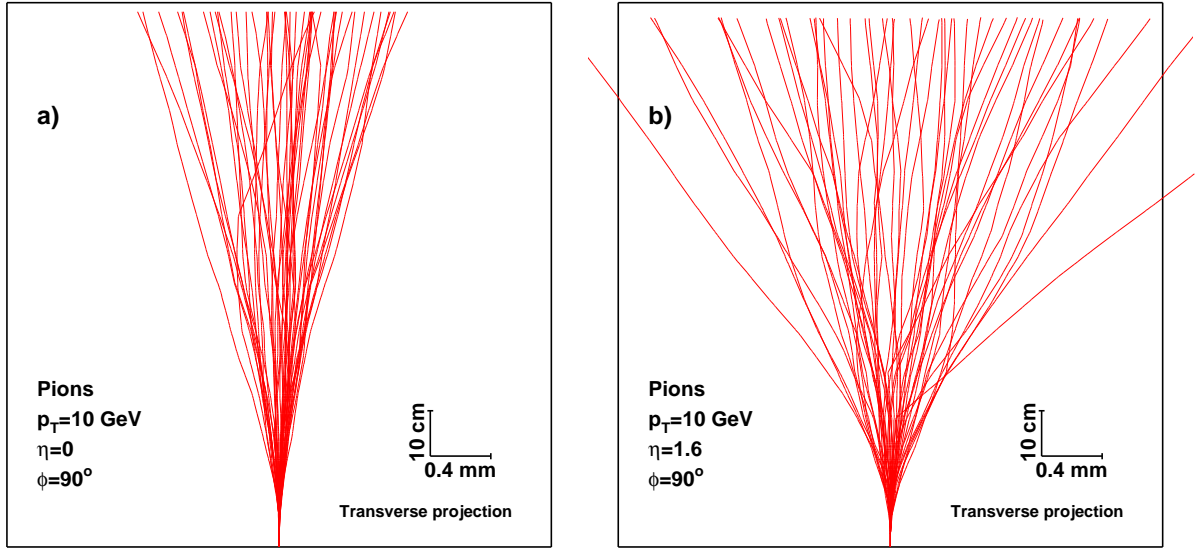 a)
Pions
p_T=10 GeV
η=0
ϕ=90°
10 cm
0.4 mm
Transverse projection
b)
Pions
p_T=10 GeV
η=1.6
ϕ=90°
10 cm
0.4 mm
Transverse projection